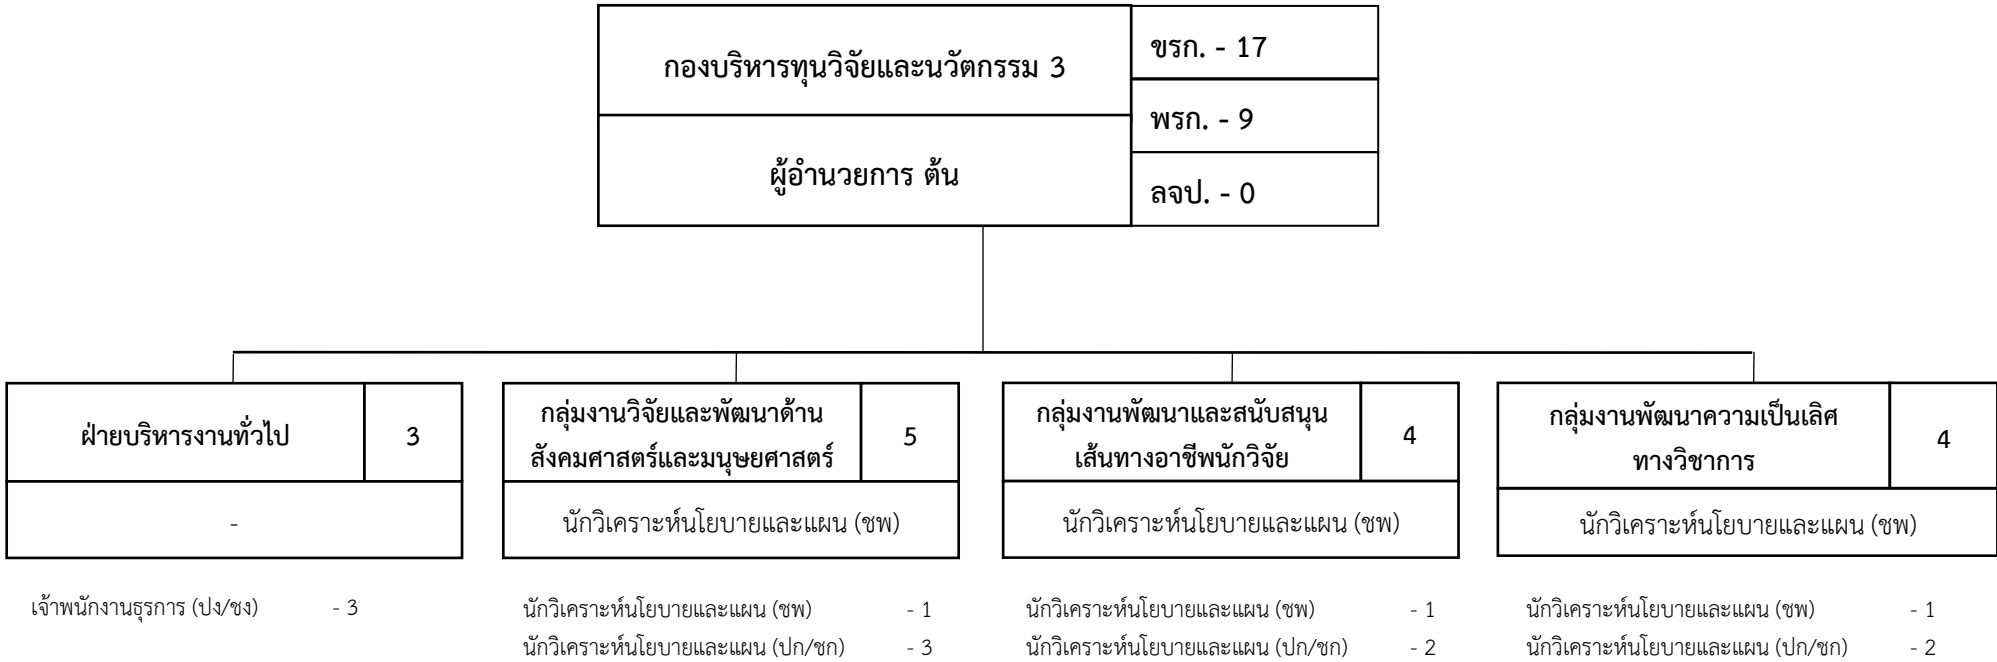 กองบริหารทุนวิจัยและนวัตกรรม 3
ผู้อำนวยการ ต้น
ขรก. - 17
พรก. - 9
ลจป. - 0
ฝ่ายบริหารงานทั่วไป 3
-
เจ้าพนักงานธุรการ (ปง/ชง) - 3
กลุ่มงานวิจัยและพัฒนาด้าน
สังคมศาสตร์และมนุษยศาสตร์
5
นักวิเคราะห์นโยบายและแผน (ชพ)
นักวิเคราะห์นโยบายและแผน (ชพ) - 1
นักวิเคราะห์นโยบายและแผน (ปก/ชก) - 3
กลุ่มงานพัฒนาและสนับสนุน
เส้นทางอาชีพนักวิจัย
4
นักวิเคราะห์นโยบายและแผน (ชพ)
นักวิเคราะห์นโยบายและแผน (ชพ) - 1
นักวิเคราะห์นโยบายและแผน (ปก/ชก) - 2
กลุ่มงานพัฒนาความเป็นเลิศ
ทางวิชาการ
4
นักวิเคราะห์นโยบายและแผน (ชพ)
นักวิเคราะห์นโยบายและแผน (ชพ) - 1
นักวิเคราะห์นโยบายและแผน (ปก/ชก) - 2